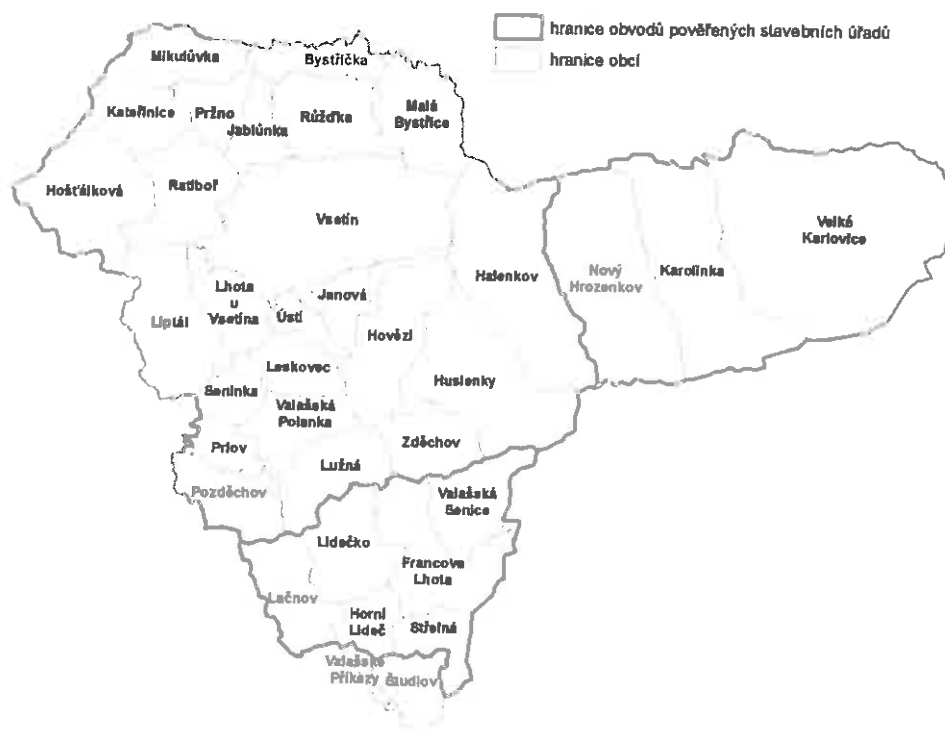 hranice obvodů pověřených stavebních úřadů
hranice obcí
Mikulůvka
Bystřička
Kateřinice
Pržno
Jablůnka
Růžďka
Malá
Bystřice
Hošťálková
Ratiboř
Vsetín
Velké
Karlovice
Halenkov
Nový
Hrozenkov
Karolinka
Lhota
u
Vsetína
Ústí
Janová
Liptál
Hovězí
Leskovec
Seninka
Valašská
Polanka
Huslenky
Prlov
Zděchov
Lužná
Pozděchov
Valašská
Senice
Lidečko
Francova
Lhota
Lačnov
Horní
Lideč
Střelná
Valašské
Příkazy